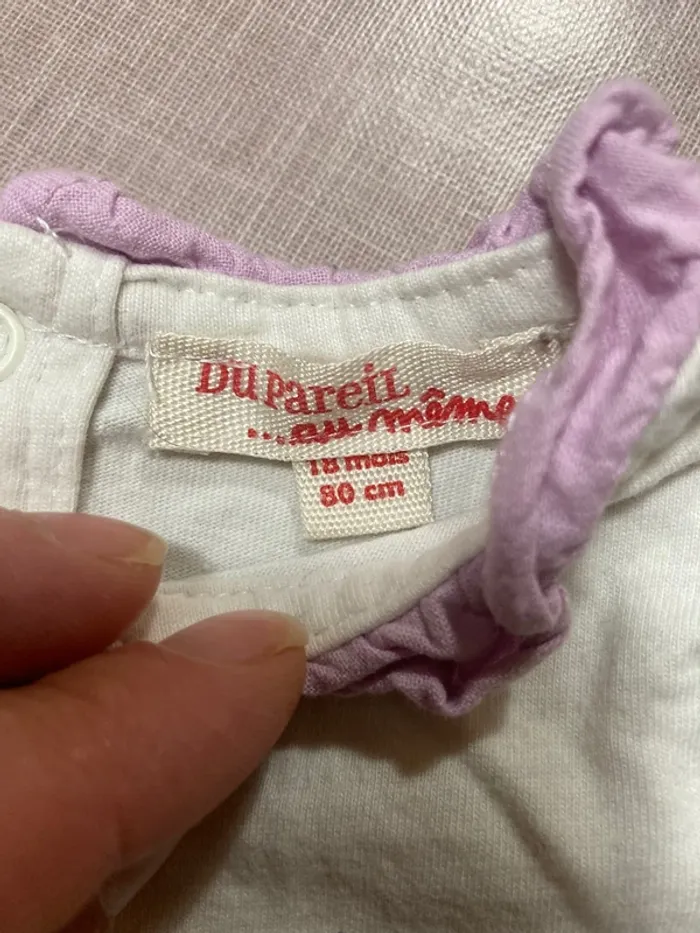 DU PAREIL
...au même
18 mois
80 cm